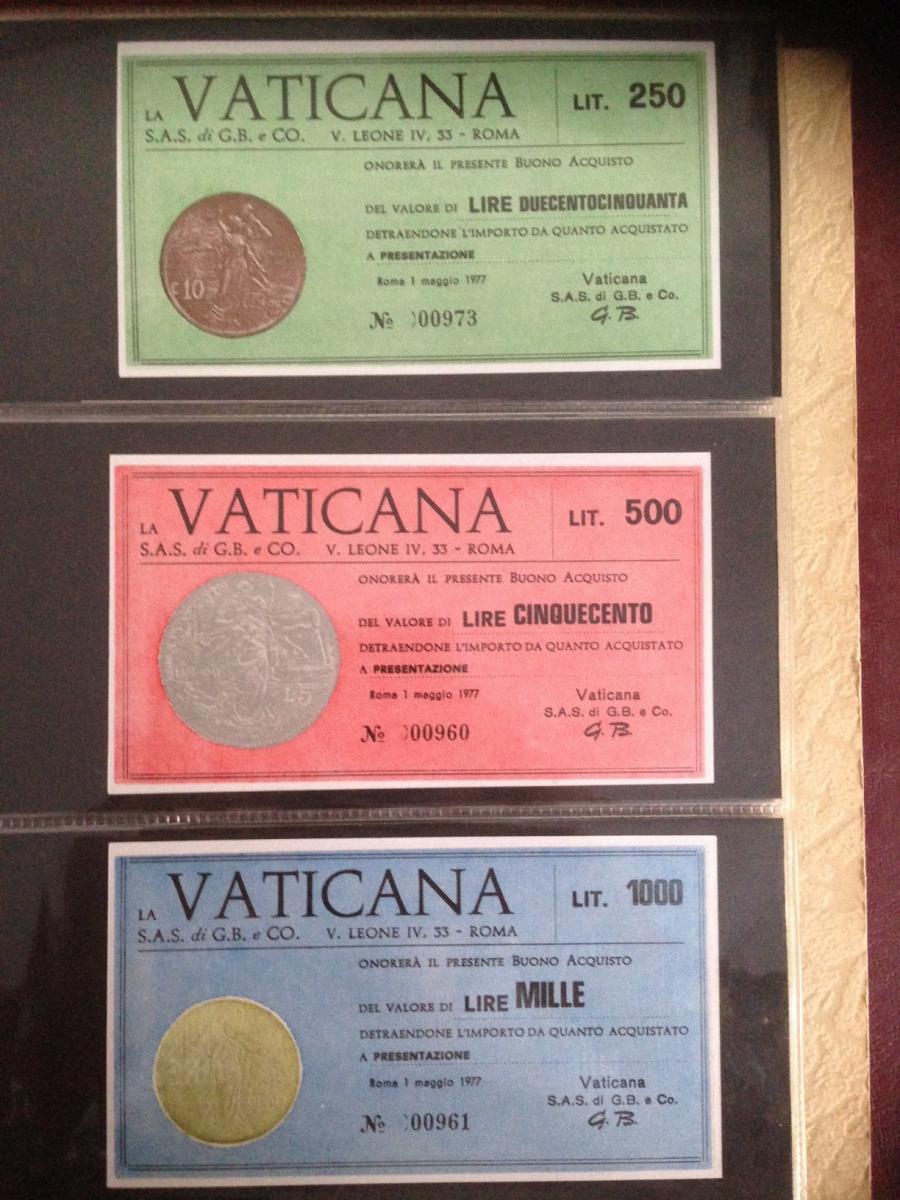 LA VATICANA LIT. 250
S.A.S. di G.B. e CO. V. LEONE IV, 33 - ROMA
ONORERÀ IL PRESENTE BUONO ACQUISTO
DEL VALORE DI LIRE DUECENTOCINQUANTA
DETRAENDONE L'IMPORTO DA QUANTO ACQUISTATO
A PRESENTAZIONE
Roma 1 maggio 1977 Vaticana
S.A.S. di G.B. e Co.
C 10
№ 00973 G.B.
LA VATICANA LIT. 500
S.A.S. di G.B. e CO. V. LEONE IV, 33 - ROMA
ONORERÀ IL PRESENTE BUONO ACQUISTO
DEL VALORE DI LIRE CINQUECENTO
DETRAENDONE L'IMPORTO DA QUANTO ACQUISTATO
A PRESENTAZIONE
L.5
Roma 1 maggio 1977 Vaticana
S.A.S. di G.B. e Co.
№ 00960 G.B.
LA VATICANA LIT. 1000
S.A.S. di G.B. e CO. V. LEONE IV, 33 - ROMA
ONORERÀ IL PRESENTE BUONO ACQUISTO
DEL VALORE DI LIRE MILLE
DETRAENDONE L'IMPORTO DA QUANTO ACQUISTATO
A PRESENTAZIONE
Roma 1 maggio 1977 Vaticana
S.A.S. di G.B. e Co.
№ 00961 G.B.